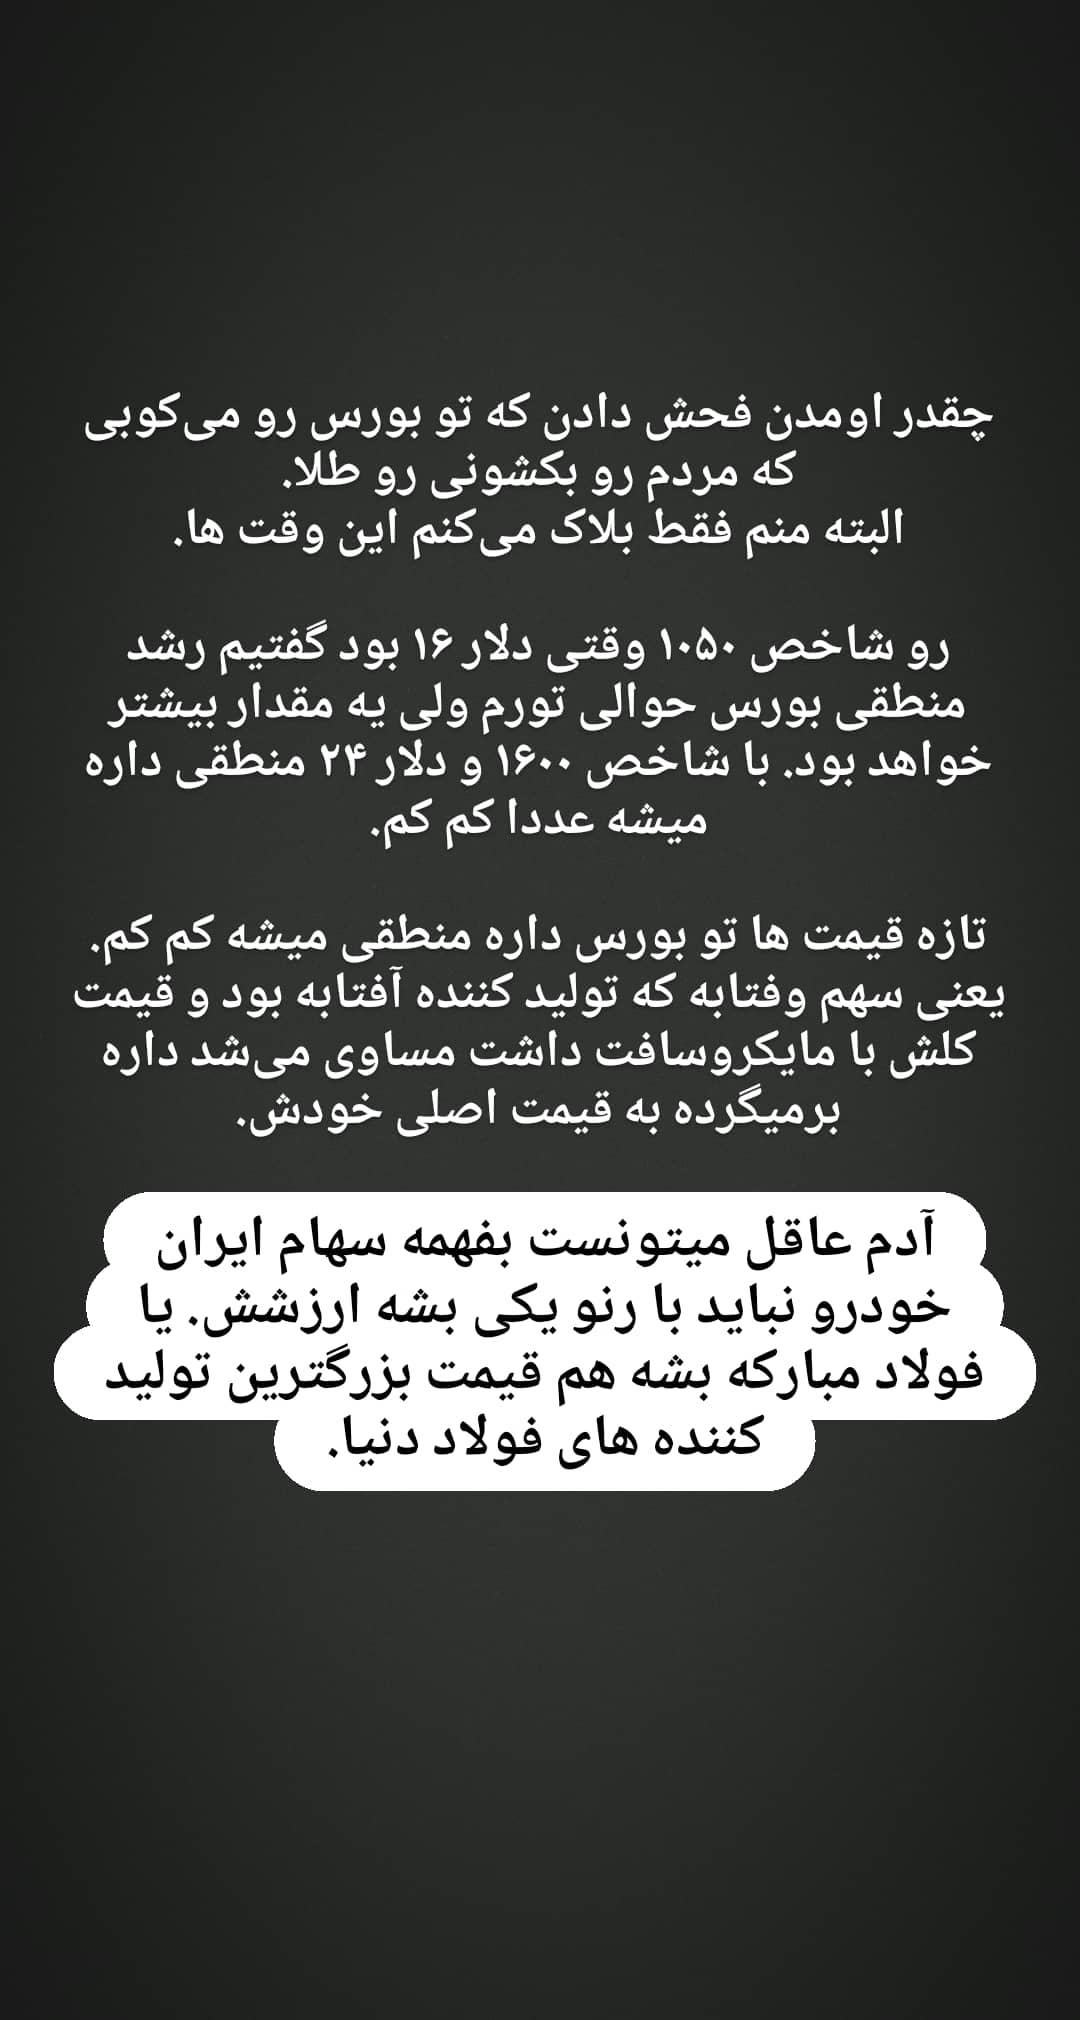 چقدر اومدن فحش دادن که تو بورس رو می‌کوبی
که مردم رو بکشونی رو طلا.
البته منم فقط بلاک می‌کنم این وقت ها.
رو شاخص ۱۰۵۰ وقتی دلار ۱۶ بود گفتیم رشد
منطقی بورس حوالی تورم ولی یه مقدار بیشتر
خواهد بود. با شاخص ۱۶۰۰ و دلار ۲۴ منطقی داره
میشه عددا کم کم.
تازه قیمت ها تو بورس داره منطقی میشه کم کم.
یعنی سهم وفتابه که تولید کننده آفتابه بود و قیمت
کلش با مایکروسافت داشت مساوی می‌شد داره
برمیگرده به قیمت اصلی خودش.
آدم عاقل میتونست بفهمه سهام ایران
خودرو نباید با رنو یکی بشه ارزشش. یا
فولاد مبارکه بشه هم قیمت بزرگترین تولید
کننده های فولاد دنیا.